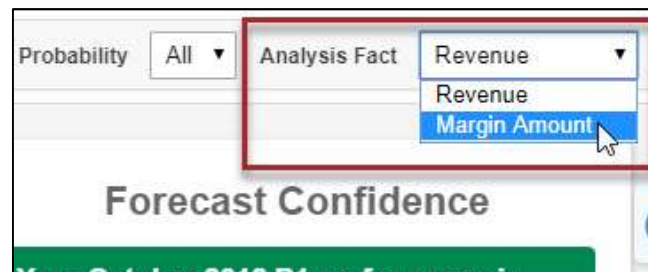 Probability All Analysis Fact Revenue
Revenue
Margin Amount
Forecast Confidence